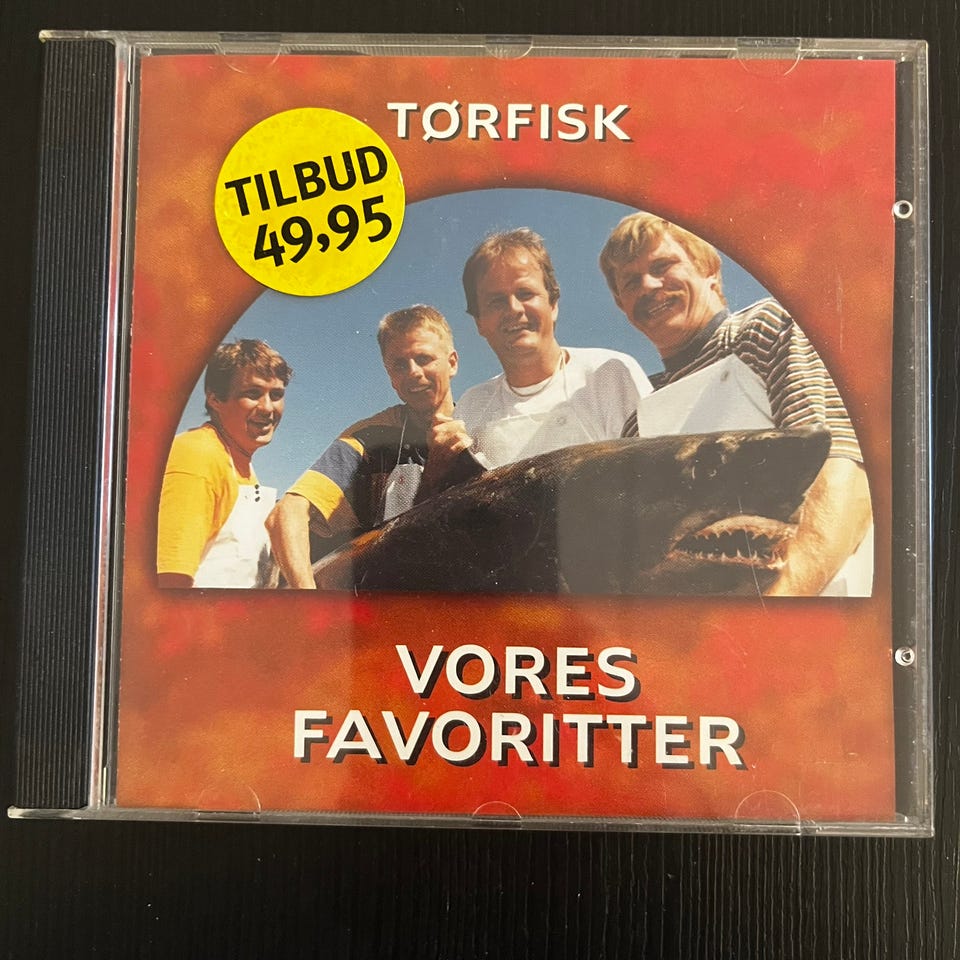 TØRFISK
TILBUD
49,95
VORES
FAVORITTER